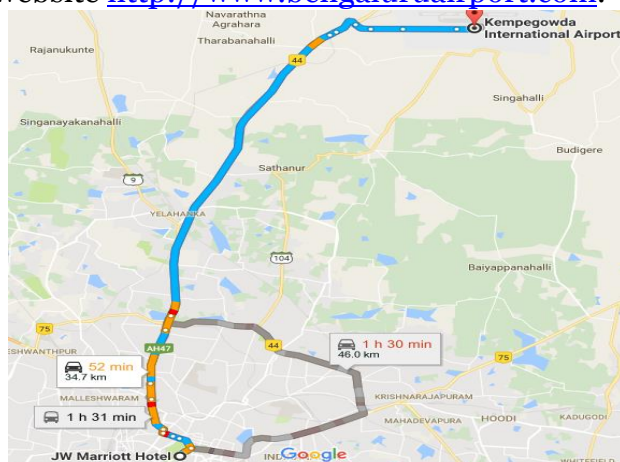 website http://www.bengaluruairport.com.
Navarathna
Agrahara
Kempegowda
International Airport
Rajanukunte
Tharabanahalli
44
Singahalli
Singanayakanahalli
Budigere
Sathanur
9
YELAHANKA
104
Baiyappanahalli
75
44
1 h 30 min
46.0 km
ESHWANTHPUR
AH47
75
52 min
34.7 km
MALLESHWARAM
KRISHNARAJAPURAM
1 h 31 min
MAHADEVAPURA
HOODI
KADUGODI
JW Marriott Hotel
Google
WHITEFIELD